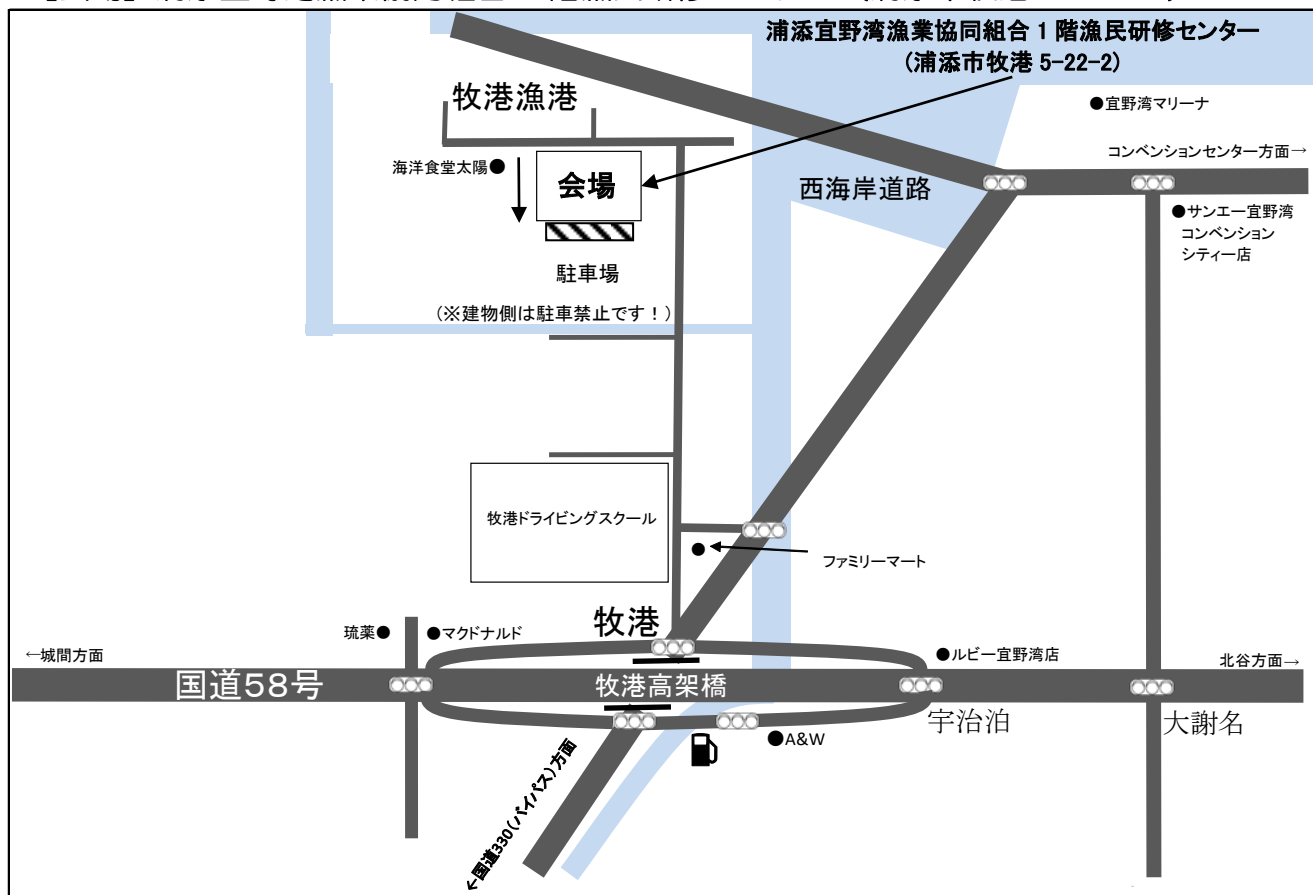 浦添宜野湾漁業協同組合 1 階漁民研修センター
(浦添市牧港 5-22-2)
牧港漁港
●宜野湾マリーナ
海洋食堂太陽●
会場
コンベンションセンター方面→
西海岸道路
●サンエー宜野湾
コンベンション
シティー店
駐車場
(※建物側は駐車禁止です！)
牧港ドライビングスクール
ファミリーマート
牧港
琉薬●
●マクドナルド
←城間方面
●ルビー宜野湾店
北谷方面→
国道58号
牧港高架橋
宇治泊
大謝名
●A&W
←国道330(バイパス)方面